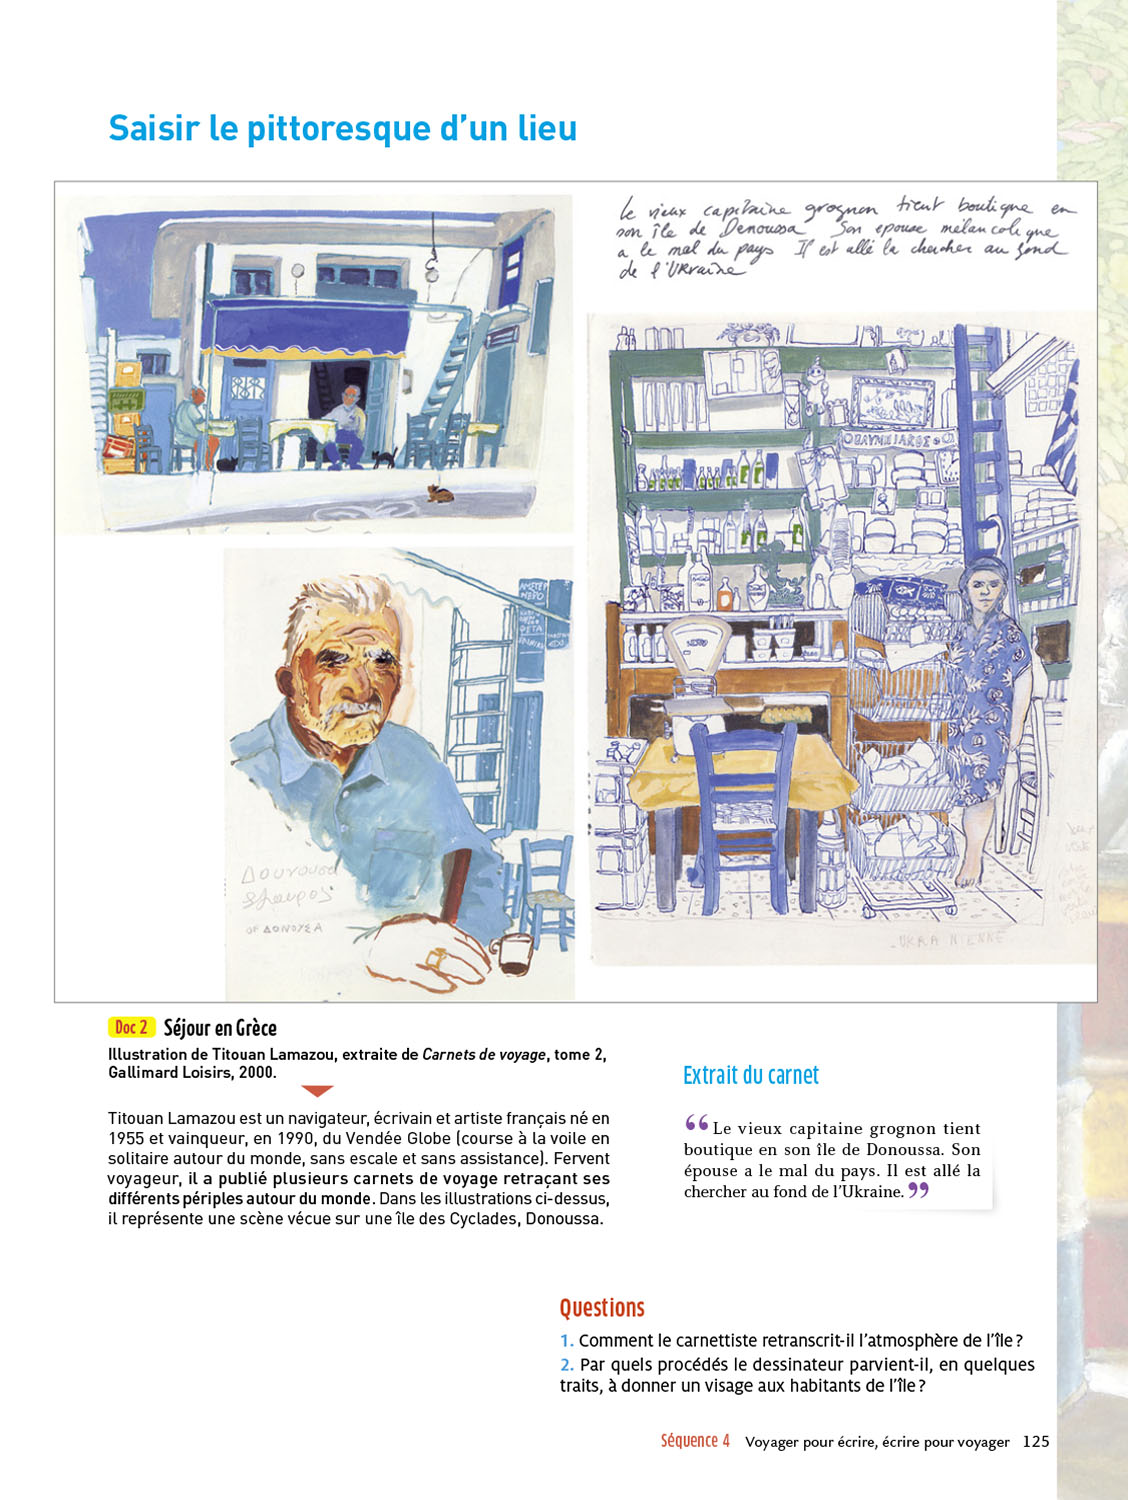 Saisir le pittoresque d’un lieu
Le vieux capitaine grognon tient boutique en
son île de Denoussa Son epouse mélancolique
a le mal du pays Il est allé la chercher au fond
de l'Ukraine
ΝΕΡΟ
ΦΕΤΑ
Δουνουσα
OF ΔΟΝΟΥΣΑ
UKRAINIENNE
Doc 2 Séjour en Grèce
Illustration de Titouan Lamazou, extraite de Carnets de voyage, tome 2,
Gallimard Loisirs, 2000.
Titouan Lamazou est un navigateur, écrivain et artiste français né en
1955 et vainqueur, en 1990, du Vendée Globe (course à la voile en
solitaire autour du monde, sans escale et sans assistance). Fervent
voyageur, il a publié plusieurs carnets de voyage retraçant ses
différents périples autour du monde. Dans les illustrations ci-dessus,
il représente une scène vécue sur une île des Cyclades, Donoussa.
Extrait du carnet
“ Le vieux capitaine grognon tient
boutique en son île de Donoussa. Son
épouse a le mal du pays. Il est allé la
chercher au fond de l’Ukraine. ”
Questions
1. Comment le carnettiste retranscrit-il l’atmosphère de l’île ?
2. Par quels procédés le dessinateur parvient-il, en quelques
traits, à donner un visage aux habitants de l’île ?
Séquence 4 Voyager pour écrire, écrire pour voyager 125